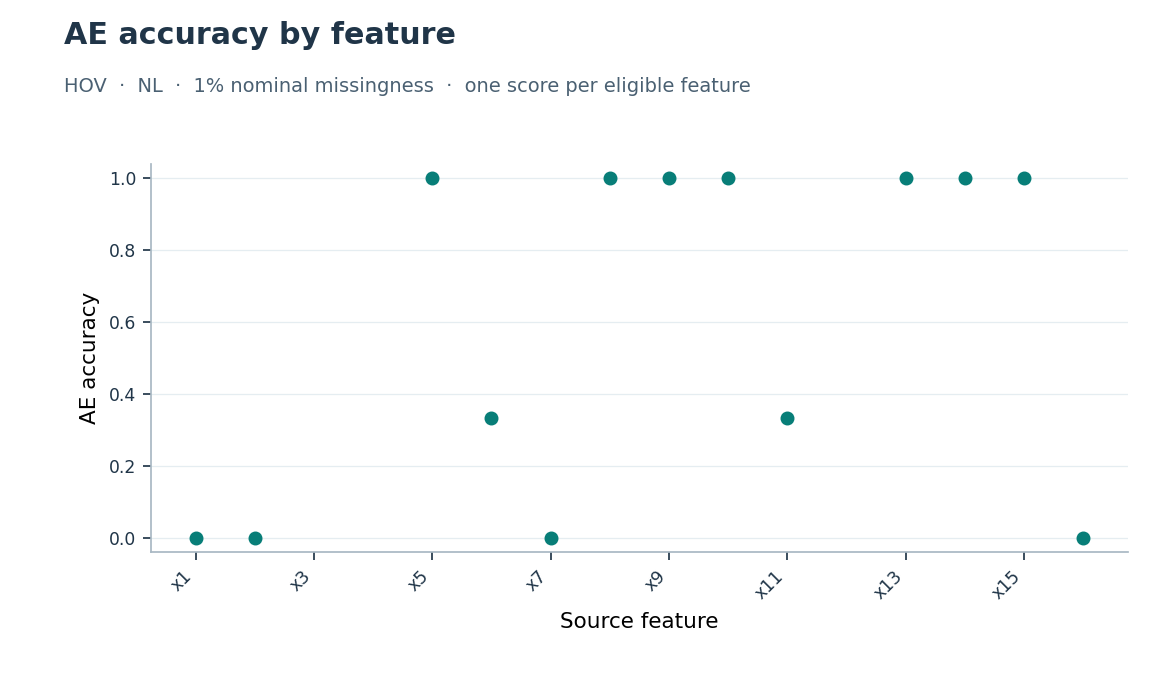 AE accuracy by feature
HOV · NL · 1% nominal missingness · one score per eligible feature
1.0
0.8
0.6
0.4
0.2
0.0
AE accuracy
x1 x3 x5 x7 x9 x11 x13 x15
Source feature